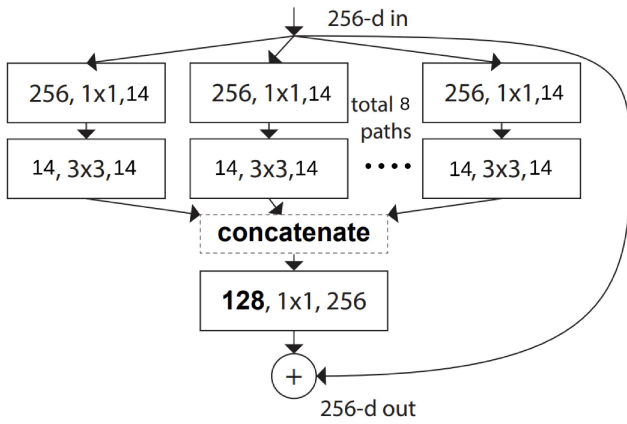 256-d in
256, 1x1,14
256, 1x1,14
256, 1x1,14
total 8
paths
14, 3x3,14
14, 3x3,14
....
14, 3x3,14
concatenate
128, 1x1, 256
+
256-d out